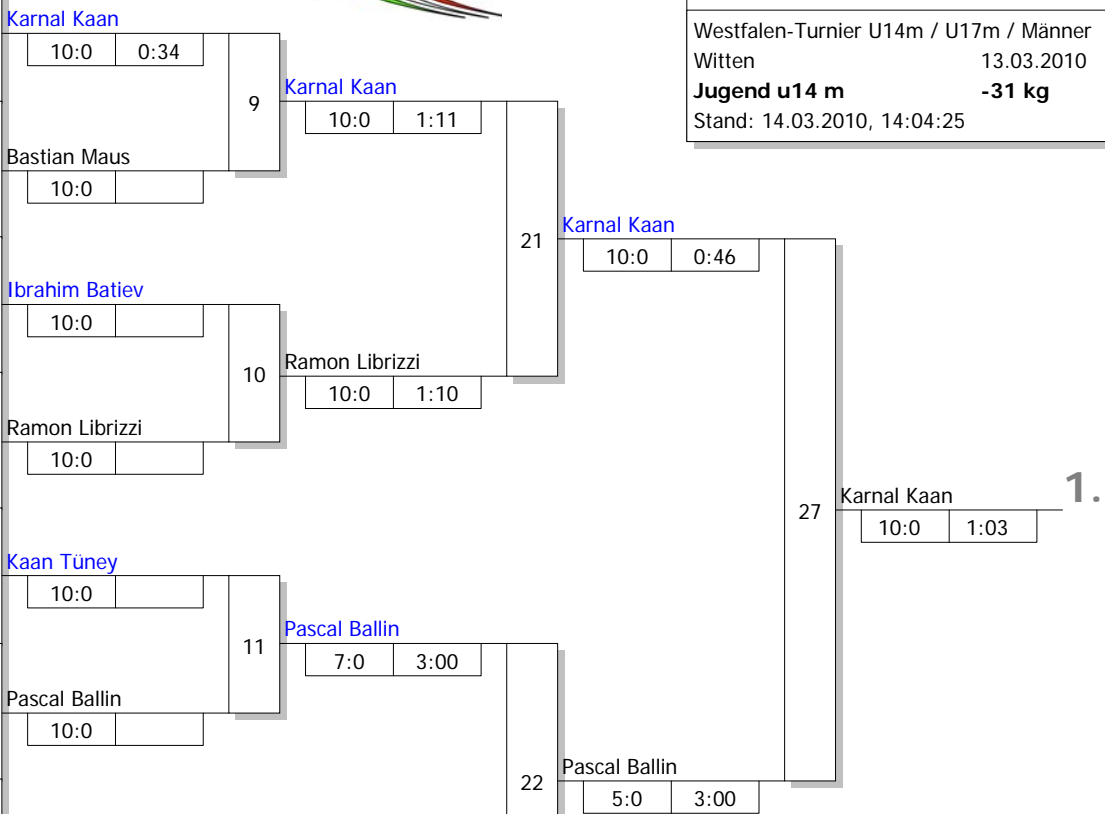 Westfalen-Turnier U14m / U17m / Männer
Witten 13.03.2010
Jugend u14 m -31 kg
Stand: 14.03.2010, 14:04:25
Karnal Kaan
10:0 0:34
9
Bastian Maus
10:0
Karnal Kaan
10:0 1:11
Ibrahim Batiev
10:0
10
Ramon Librizzi
10:0
Ramon Librizzi
10:0 1:10
21
Karnal Kaan
10:0 0:46
Kaan Tüney
10:0
11
Pascal Ballin
10:0
Pascal Ballin
7:0 3:00
22
Pascal Ballin
5:0 3:00
27
Karnal Kaan
10:0 1:03
1.